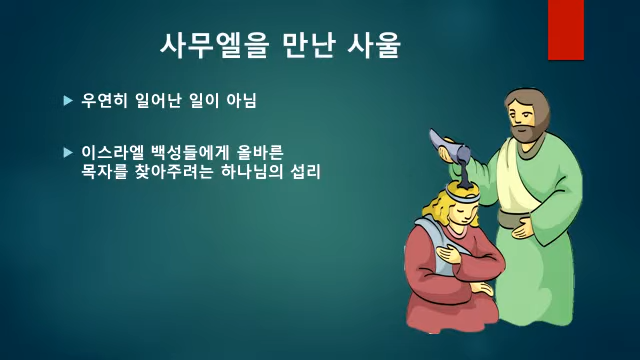 사무엘을 만난 사울
우연히 일어난 일이 아님
이스라엘 백성들에게 올바른
목자를 찾아주려는 하나님의 섭리